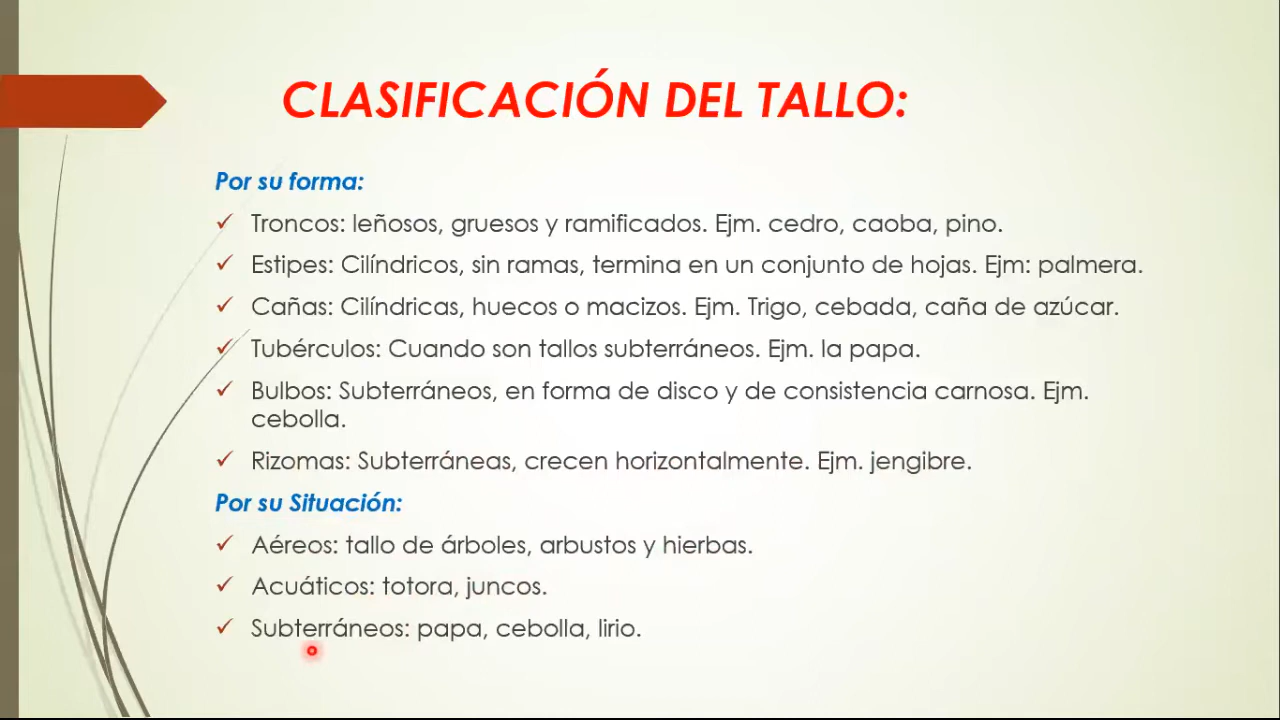 CLASIFICACIÓN DEL TALLO:
Por su forma:
Troncos: leñosos, gruesos y ramificados. Ejm. cedro, caoba, pino.
Estipes: Cilíndricos, sin ramas, termina en un conjunto de hojas. Ejm: palmera.
Cañas: Cilíndricas, huecos o macizos. Ejm. Trigo, cebada, caña de azúcar.
Tubérculos: Cuando son tallos subterráneos. Ejm. la papa.
Bulbos: Subterráneos, en forma de disco y de consistencia carnosa. Ejm.
cebolla.
Rizomas: Subterráneas, crecen horizontalmente. Ejm. jengibre.
Por su Situación:
Aéreos: tallo de árboles, arbustos y hierbas.
Acuáticos: totora, juncos.
Subterráneos: papa, cebolla, lirio.